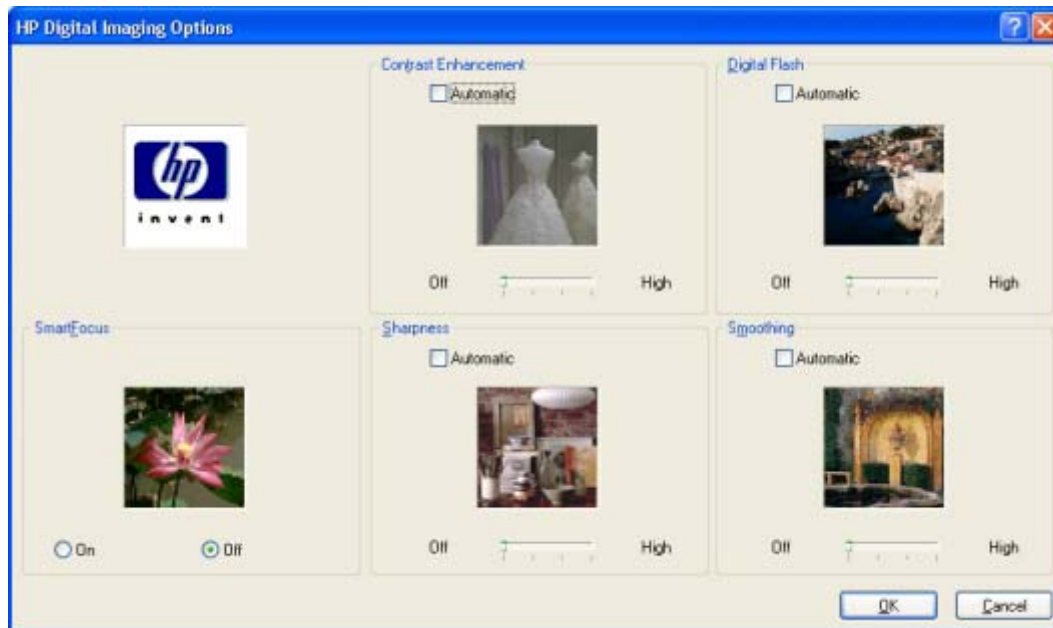 HP Digital Imaging Options
hp
invent
Contrast Enhancement
Automatic
Off
High
Digital Flash
Automatic
Off
High
SmartFocus
On
Off
Sharpness
Automatic
Off
High
Smoothing
Automatic
Off
High
OK
Cancel